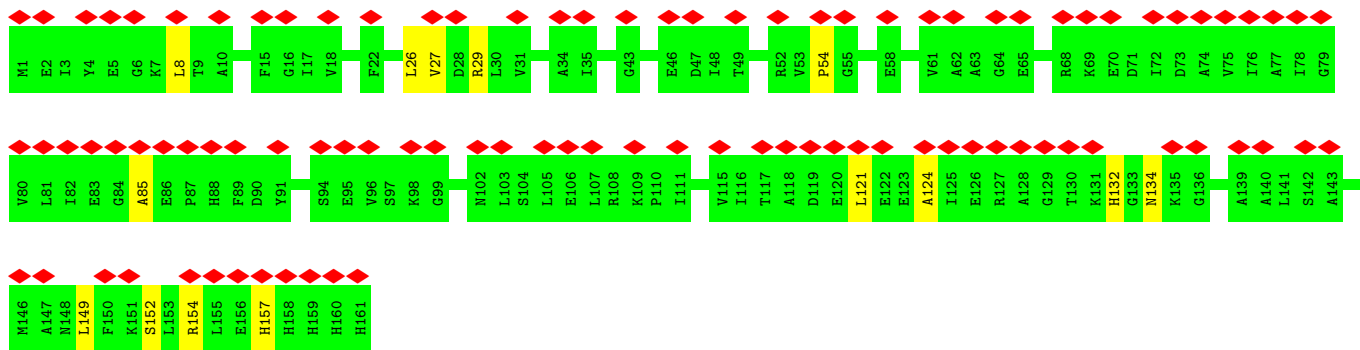 M1 E2 I3 Y4 E5 G6 K7 L8 T9 A10 F15 G16 I17 V18 F22 L26 V27 D28 R29 L30 V31 A34 I35 G43 E46 D47 I48 T49 R52 V53 P54 G55 E58 V61 A62 A63 G64 E65 R68 K69 E70 D71 I72 D73 A74 V75 I76 A77 I78 G79
V80 L81 I82 E83 G84 A85 E86 P87 H88 F89 D90 Y91 S94 E95 V96 S97 K98 G99 N102 L103 S104 L105 E106 L107 R108 K109 P110 I111 V115 I116 T117 A118 D119 E120 L121 E122 E123 A124 I125 E126 R127 A128 G129 T130 K131 H132 G133 N134 K135 G136 A139 A140 L141 S142 A143
M146 A147 N148 L149 F150 K151 S152 L153 R154 L155 E156 H157 H158 H159 H160 H161